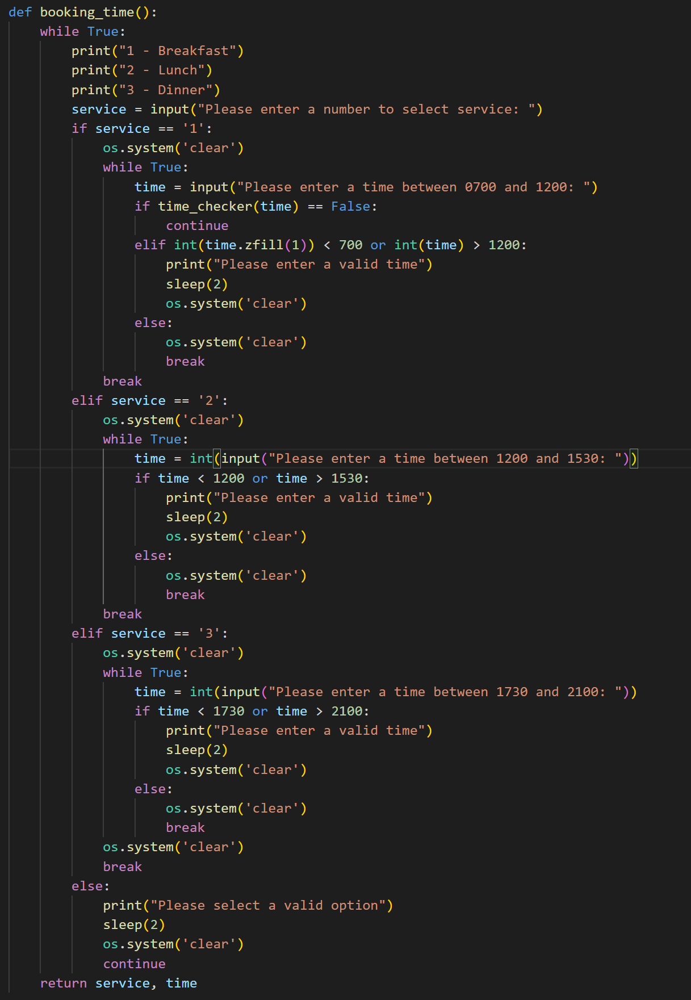 def booking_time():
    while True:
        print("1 - Breakfast")
        print("2 - Lunch")
        print("3 - Dinner")
        service = input("Please enter a number to select service: ")
        if service == '1':
            os.system('clear')
            while True:
                time = input("Please enter a time between 0700 and 1200: ")
                if time_checker(time) == False:
                    continue
                elif int(time.zfill(1)) < 700 or int(time) > 1200:
                    print("Please enter a valid time")
                    sleep(2)
                    os.system('clear')
                else:
                    os.system('clear')
                    break
            break
        elif service == '2':
            os.system('clear')
            while True:
                time = int(input("Please enter a time between 1200 and 1530: "))
                if time < 1200 or time > 1530:
                    print("Please enter a valid time")
                    sleep(2)
                    os.system('clear')
                else:
                    os.system('clear')
                    break
            break
        elif service == '3':
            os.system('clear')
            while True:
                time = int(input("Please enter a time between 1730 and 2100: "))
                if time < 1730 or time > 2100:
                    print("Please enter a valid time")
                    sleep(2)
                    os.system('clear')
                else:
                    os.system('clear')
                    break
            os.system('clear')
            break
        else:
            print("Please select a valid option")
            sleep(2)
            os.system('clear')
            continue
    return service, time